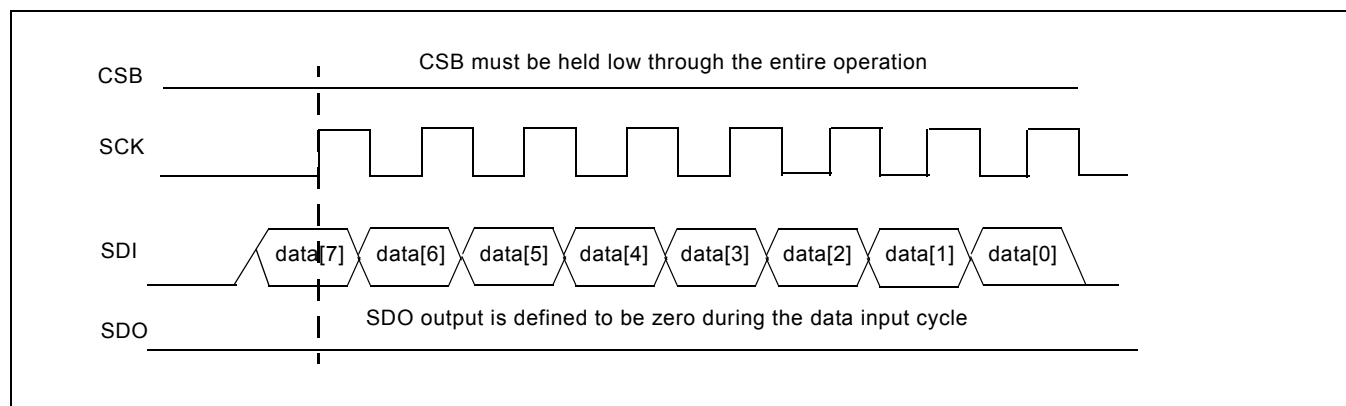 CSB
CSB must be held low through the entire operation
SCK
SDI
data[7] data[6] data[5] data[4] data[3] data[2] data[1] data[0]
SDO
SDO output is defined to be zero during the data input cycle